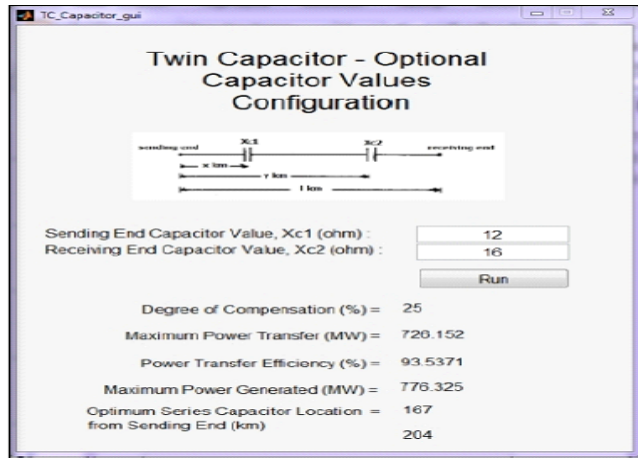 TC_Capacitor_gui
Twin Capacitor - Optional
Capacitor Values
Configuration
sending end Xc1 Xc2 receiving end
x km
y km
l km
Sending End Capacitor Value, Xc1 (ohm) : 12
Receiving End Capacitor Value, Xc2 (ohm) : 16
Run
Degree of Compensation (%) = 25
Maximum Power Transfer (MW) = 726.152
Power Transfer Efficiency (%) = 93.5371
Maximum Power Generated (MW) = 776.325
Optimum Series Capacitor Location = 167
from Sending End (km)
204